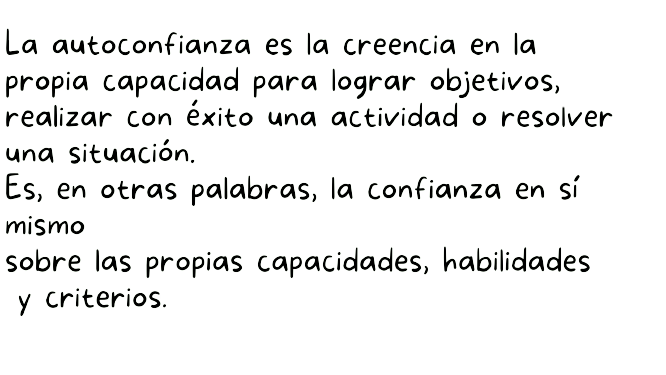 La autoconfianza es la creencia en la
propia capacidad para lograr objetivos,
realizar con éxito una actividad o resolver
una situación.
Es, en otras palabras, la confianza en sí
mismo
sobre las propias capacidades, habilidades
y criterios.